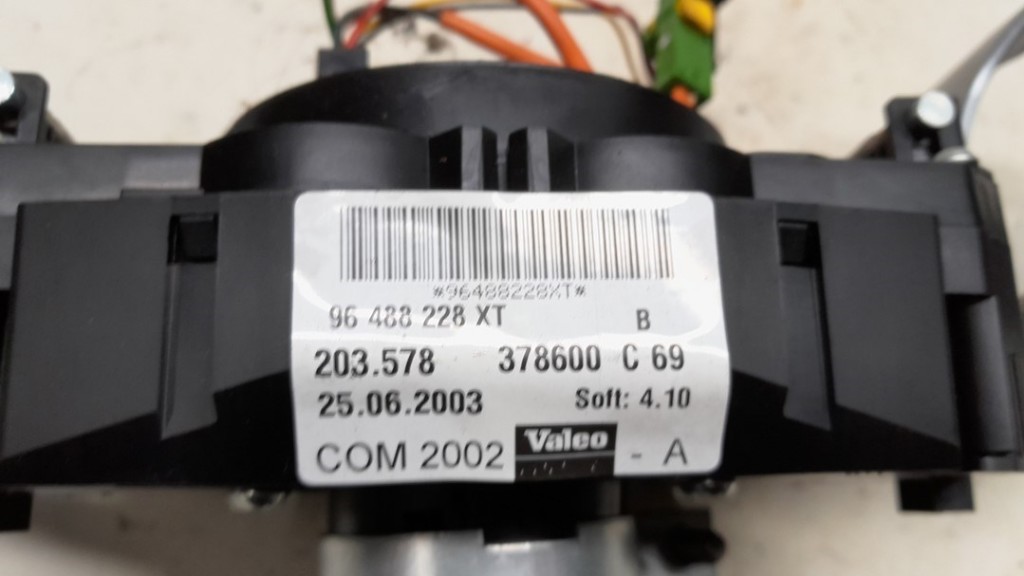 *96488228XT*
96 488 228 XT B
203.578 378600 C 69
25.06.2003 Soft: 4.10
COM 2002 Valeo - A